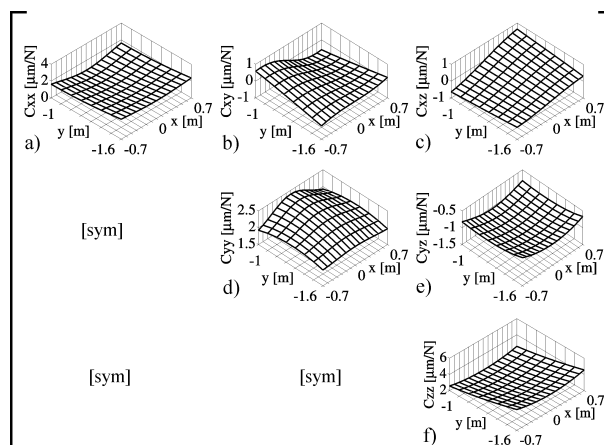 Cxx [μm/N]
4
2
0
-1
y [m]
-1.6
-0.7
0
x [m]
0.7
a)
Cxy [μm/N]
1
0
-1
-1
y [m]
-1.6
-0.7
0
x [m]
0.7
b)
Cxz [μm/N]
1
0
-1
-1
y [m]
-1.6
-0.7
0
x [m]
0.7
c)
[sym]
Cyy [μm/N]
2.5
2
1.5
-1
y [m]
-1.6
-0.7
0
x [m]
0.7
d)
Cyz [μm/N]
-0.5
-1
-1.5
-1
y [m]
-1.6
-0.7
0
x [m]
0.7
e)
[sym]
[sym]
Czz [μm/N]
6
4
2
-1
y [m]
-1.6
-0.7
0
x [m]
0.7
f)